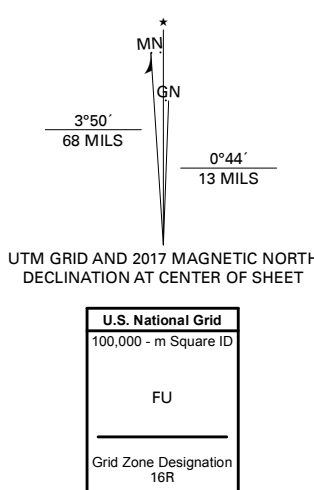 MN
GN
3°50´
68 MILS
0°44´
13 MILS
UTM GRID AND 2017 MAGNETIC NORTH
DECLINATION AT CENTER OF SHEET
U.S. National Grid
100,000 - m Square ID
FU
Grid Zone Designation
16R